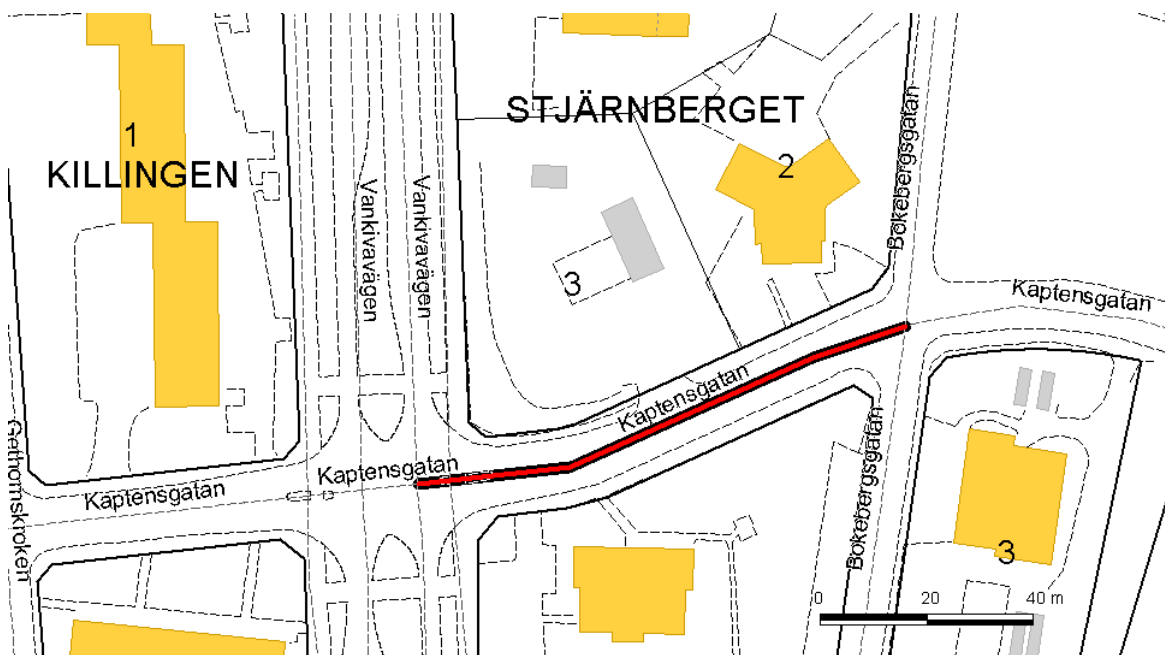 STJÄRNBERGET
1
KILLINGEN
2
Bokebergsgatan
Vankivavägen
Vankivavägen
3
Kaptensgatan
Kaptensgatan
Kaptensgatan
Kaptensgatan
Gethornskroken
Bokebergsgatan
3
0 20 40 m